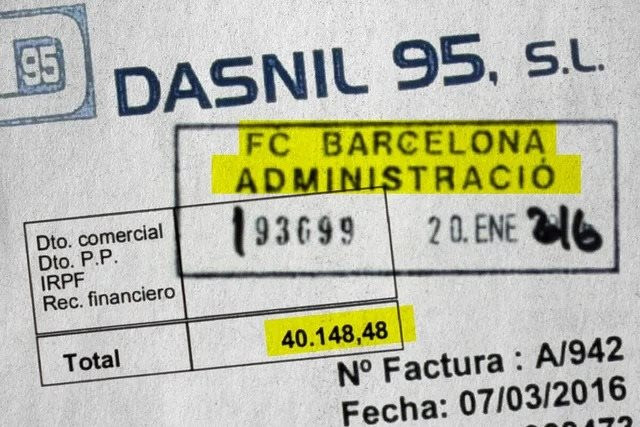 95
DASNIL 95, S.L.
FC BARCELONA
ADMINISTRACIÓ
193699 20. ENE
Dto. comercial
Dto. P.P.
IRPF
Rec. financiero
Total 40.148,48
Nº Factura : A/942
Fecha: 07/03/2016